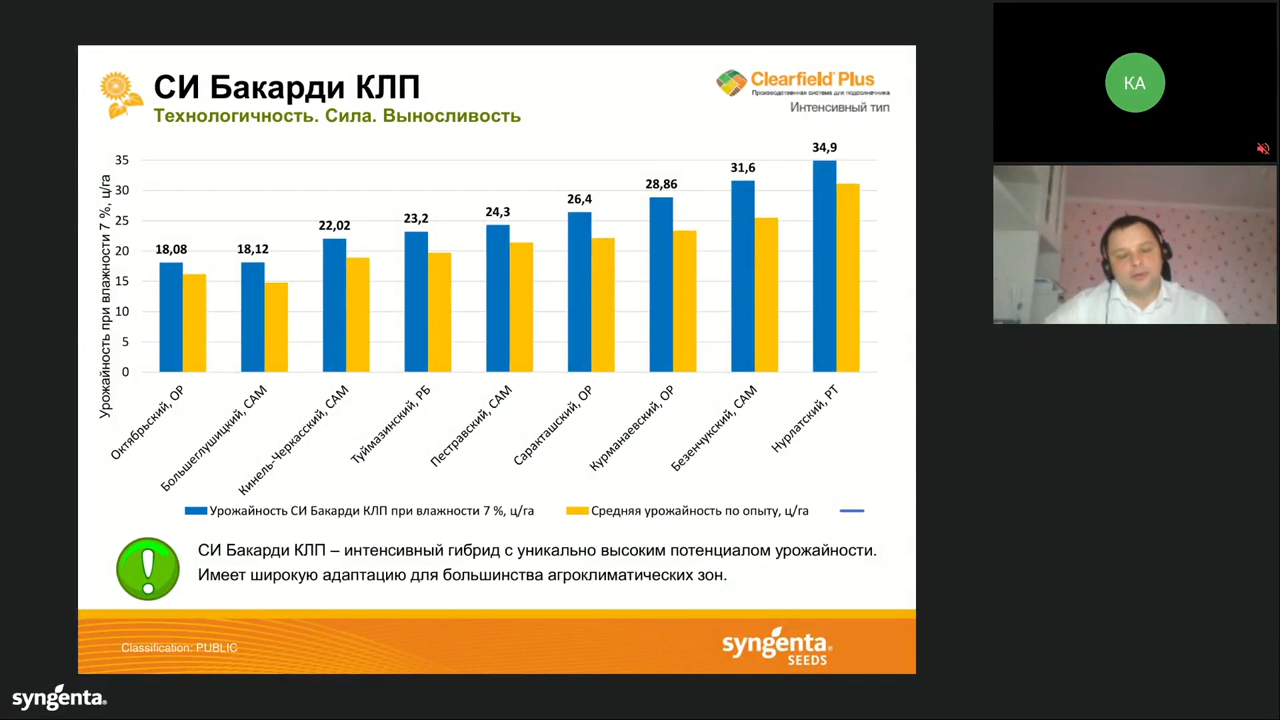 СИ Бакарди КЛП
Технологичность. Сила. Выносливость
Clearfield® Plus
Производственная система для подсолнечника
Интенсивный тип
Урожайность при влажности 7 %, ц/га
35
30
25
20
15
10
5
0
18,08
18,12
22,02
23,2
24,3
26,4
28,86
31,6
34,9
Октябрьский, ОР
Большеглушицкий, САМ
Кинель-Черкасский, САМ
Туймазинский, РБ
Пестравский, САМ
Саракташский, ОР
Курманаевский, ОР
Безенчукский, САМ
Нурлатский, РТ
Урожайность СИ Бакарди КЛП при влажности 7 %, ц/га
Средняя урожайность по опыту, ц/га
СИ Бакарди КЛП – интенсивный гибрид с уникально высоким потенциалом урожайности.
Имеет широкую адаптацию для большинства агроклиматических зон.
Classification: PUBLIC
syngenta®
SEEDS
syngenta®
КА